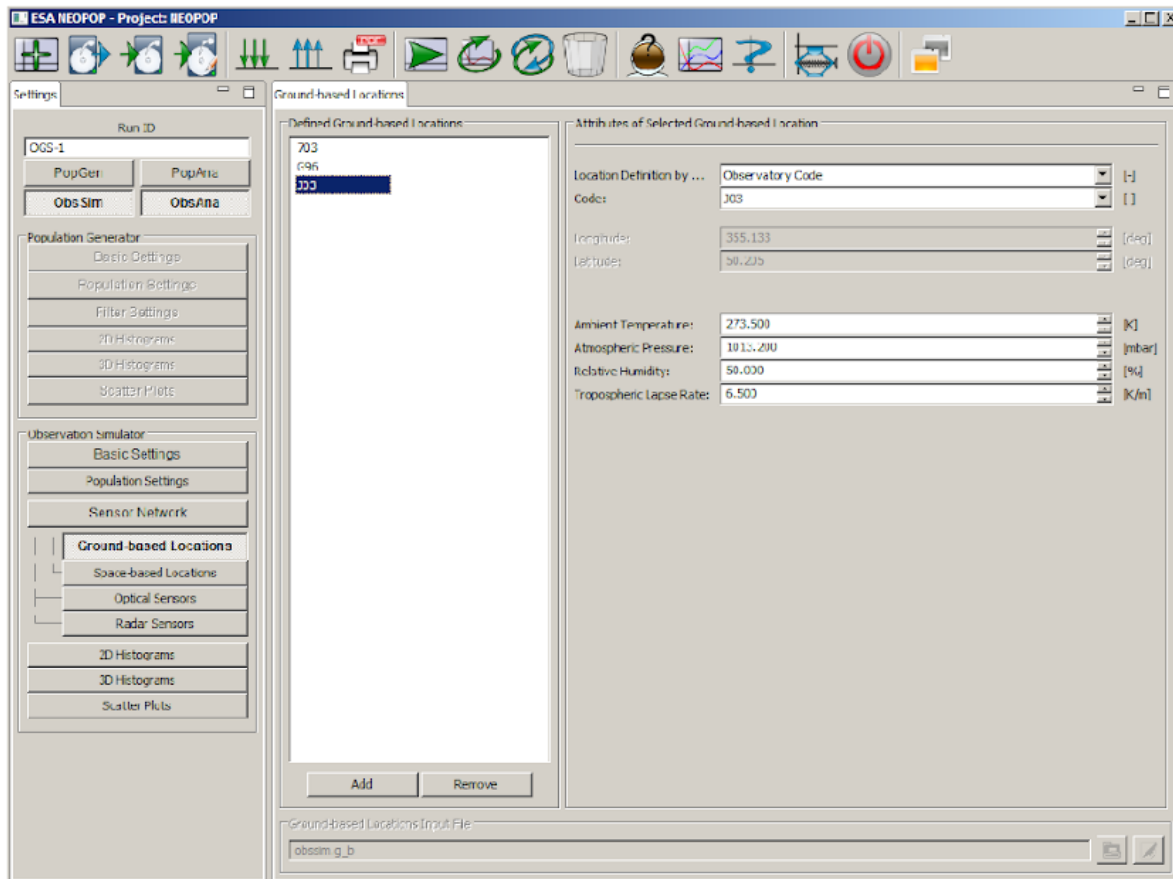 ESA NEOPOP - Project: NEOPOP
Settings
Run ID
OGS-1
PopGen PopAna
ObsSim ObsAna
Population Generator
Basic Settings
Population Settings
Filter Settings
2D Histograms
3D Histograms
Scatter Plots
Observation Simulator
Basic Settings
Population Settings
Sensor Network
Ground-based Locations
Space-based Locations
Optical Sensors
Radar Sensors
2D Histograms
3D Histograms
Scatter Plots
Ground-based Locations
Defined Ground-based Locations
703
G96
J03
Add Remove
Attributes of Selected Ground-based Location
Location Definition by ... Observatory Code [-]
Code: J03 [ ]
Longitude: 355.133 [deg]
Latitude: 50.235 [deg]
Ambient Temperature: 273.500 [K]
Atmospheric Pressure: 1013.200 [mbar]
Relative Humidity: 50.000 [%]
Tropospheric Lapse Rate: 6.500 [K/m]
Ground-based Locations Input File
obssim.g_b